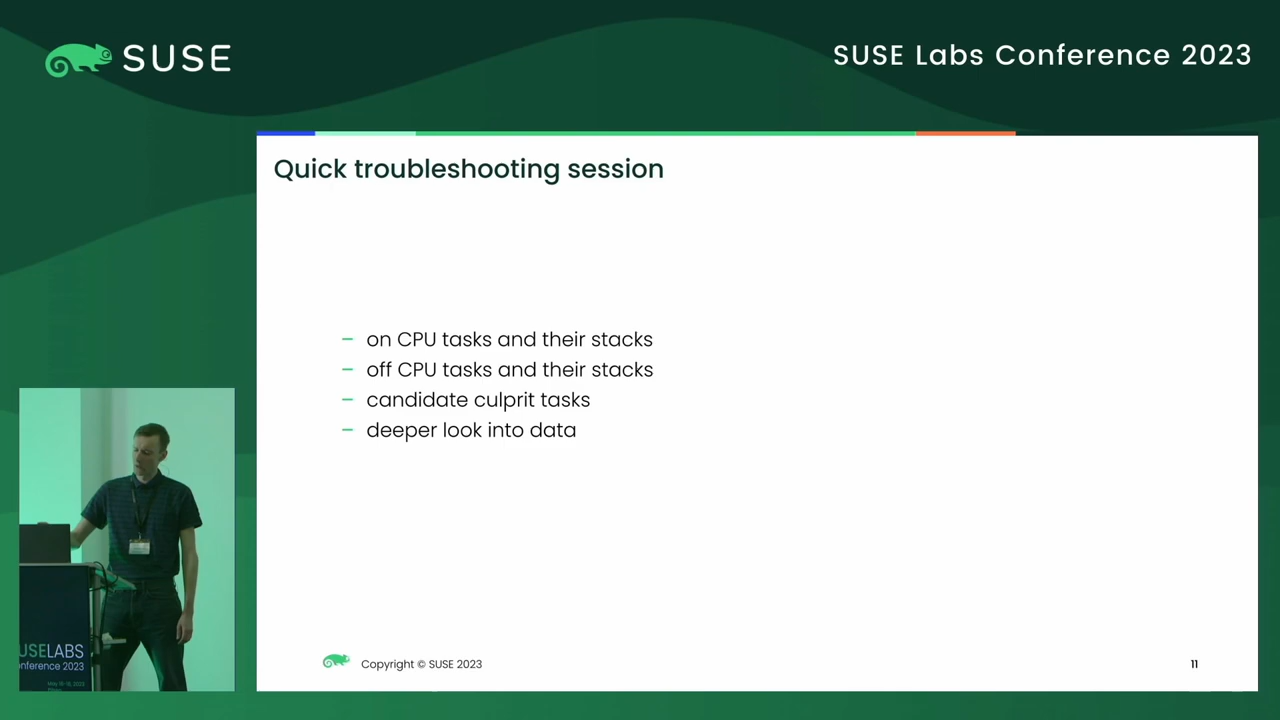 SUSE
SUSE Labs Conference 2023
Quick troubleshooting session
– on CPU tasks and their stacks
– off CPU tasks and their stacks
– candidate culprit tasks
– deeper look into data
USELABS
nference 2023
Copyright © SUSE 2023
11